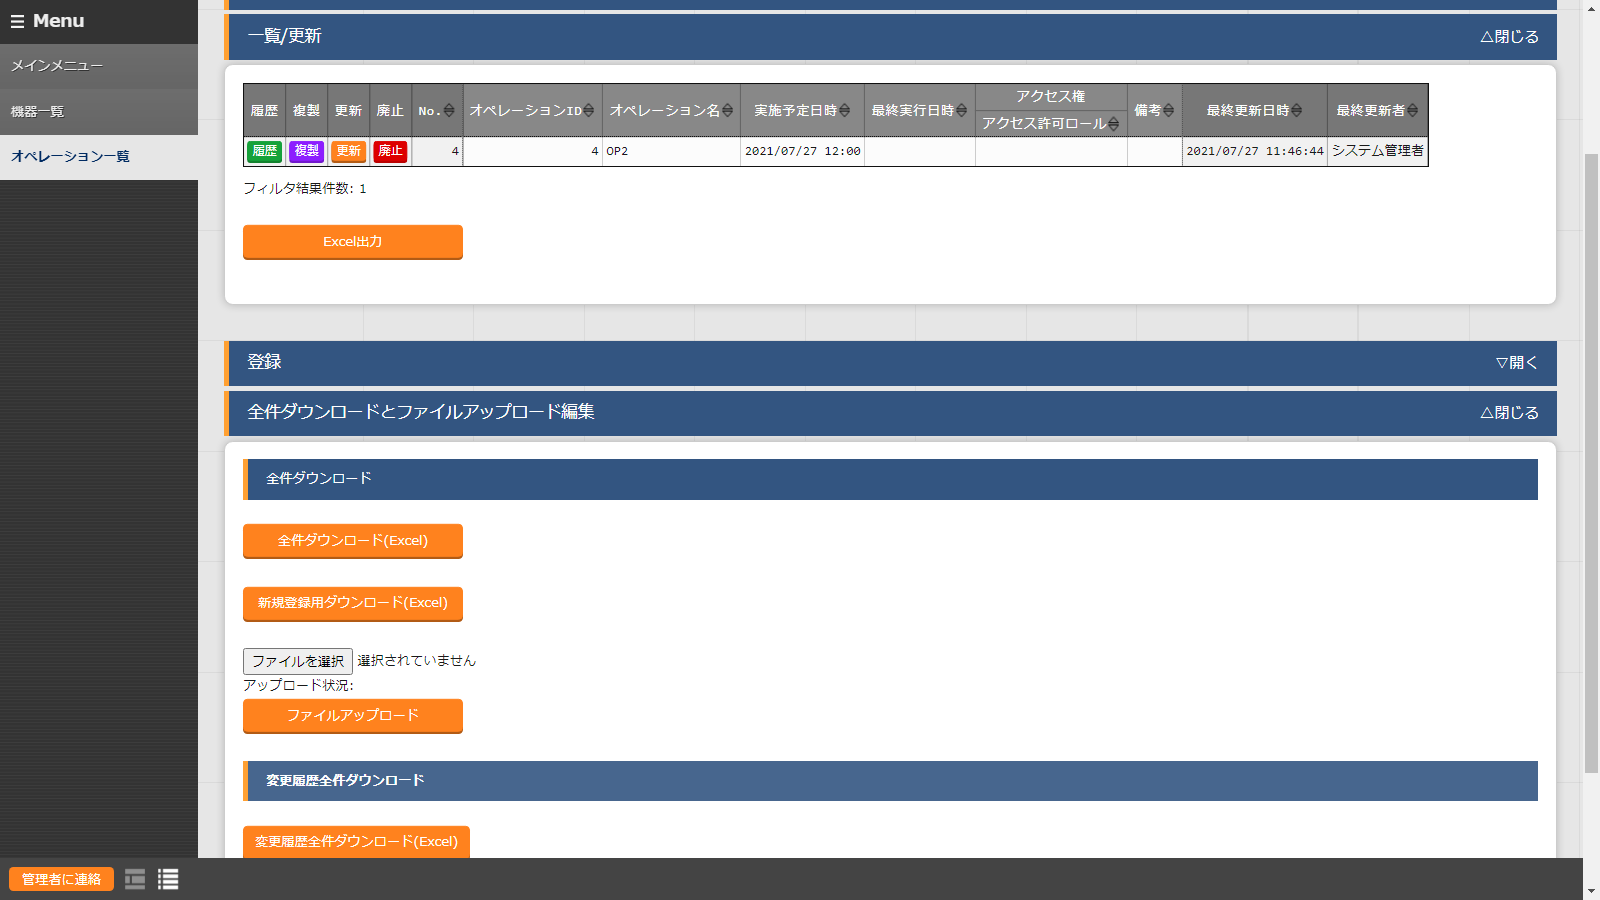 Menu
メインメニュー
機器一覧
オペレーション一覧
一覧/更新 △閉じる
履歴 複製 更新 廃止 No. オペレーションID オペレーション名 実施予定日時 最終実行日時 アクセス権 備考 最終更新日時 最終更新者
アクセス許可ロール
履歴 複製 更新 廃止 4 4 OP2 2021/07/27 12:00 2021/07/27 11:46:44 システム管理者
フィルタ結果件数: 1
Excel出力
登録 ▽開く
全件ダウンロードとファイルアップロード編集 △閉じる
全件ダウンロード
全件ダウンロード(Excel)
新規登録用ダウンロード(Excel)
ファイルを選択 選択されていません
アップロード状況:
ファイルアップロード
変更履歴全件ダウンロード
変更履歴全件ダウンロード(Excel)
管理者に連絡